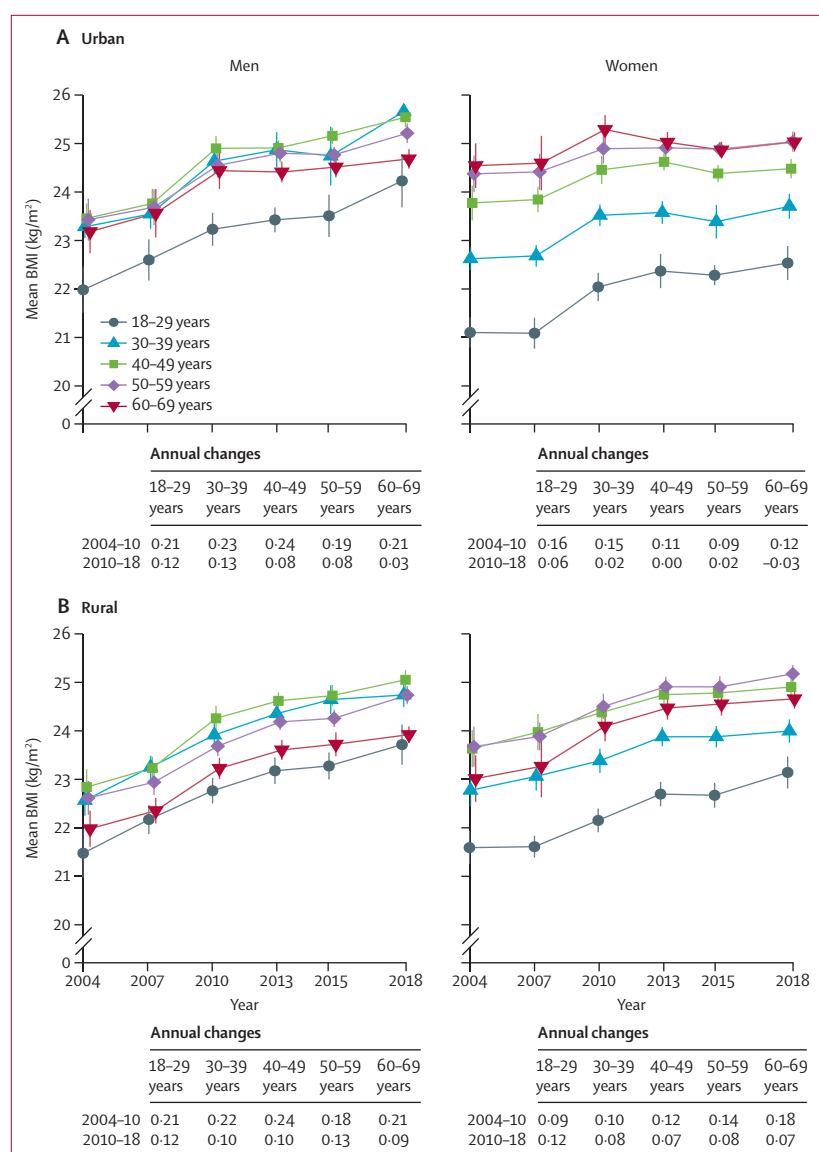 A Urban
Men
Women
Mean BMI (kg/m²)
26
25
24
23
22
21
20
0
18–29 years
30–39 years
40–49 years
50–59 years
60–69 years
Annual changes
18–29 years 30–39 years 40–49 years 50–59 years 60–69 years
2004–10 0·21 0·23 0·24 0·19 0·21
2010–18 0·12 0·13 0·08 0·08 0·03
Annual changes
18–29 years 30–39 years 40–49 years 50–59 years 60–69 years
2004–10 0·16 0·15 0·11 0·09 0·12
2010–18 0·06 0·02 0·00 0·02 –0·03
B Rural
Mean BMI (kg/m²)
26
25
24
23
22
21
20
0
2004 2007 2010 2013 2015 2018
Year
2004 2007 2010 2013 2015 2018
Year
Annual changes
18–29 years 30–39 years 40–49 years 50–59 years 60–69 years
2004–10 0·21 0·22 0·24 0·18 0·21
2010–18 0·12 0·10 0·10 0·13 0·09
Annual changes
18–29 years 30–39 years 40–49 years 50–59 years 60–69 years
2004–10 0·09 0·10 0·12 0·14 0·18
2010–18 0·12 0·08 0·07 0·08 0·07